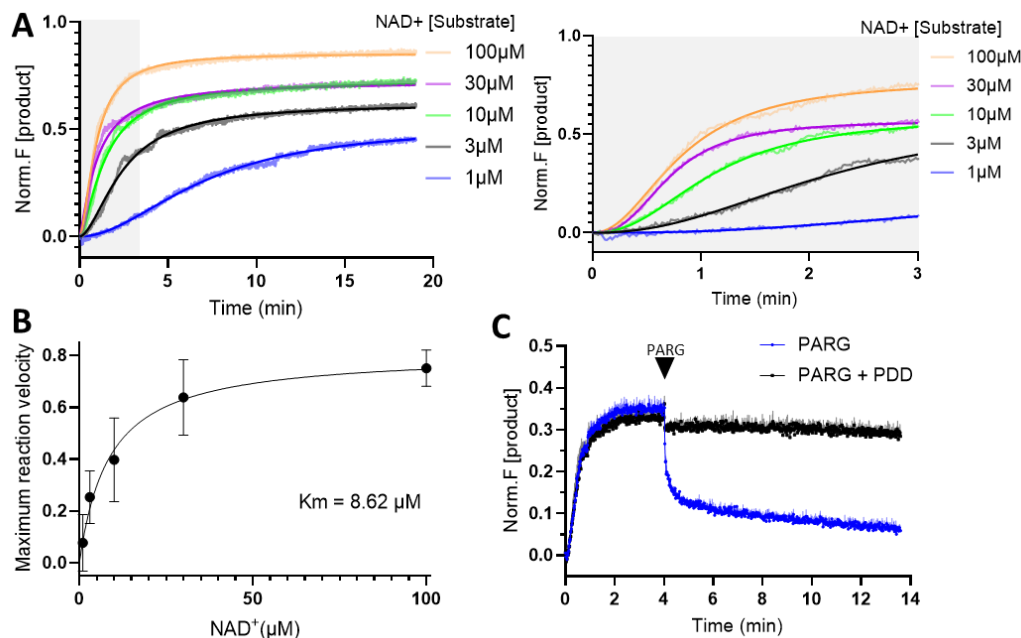 A
NAD+ [Substrate]
100µM
30µM
10µM
3µM
1µM
Norm.F [product]
1.0
0.5
0.0
0 5 10 15 20
Time (min)
NAD+ [Substrate]
100µM
30µM
10µM
3µM
1µM
Norm.F [product]
1.0
0.5
0.0
0 1 2 3
Time (min)
B
Maximum reaction velocity
0.8
0.6
0.4
0.2
0.0
Km = 8.62 µM
0 50 100
NAD+(µM)
C
PARG
PARG
PARG + PDD
Norm.F [product]
0.5
0.4
0.3
0.2
0.1
0.0
0 2 4 6 8 10 12 14
Time (min)